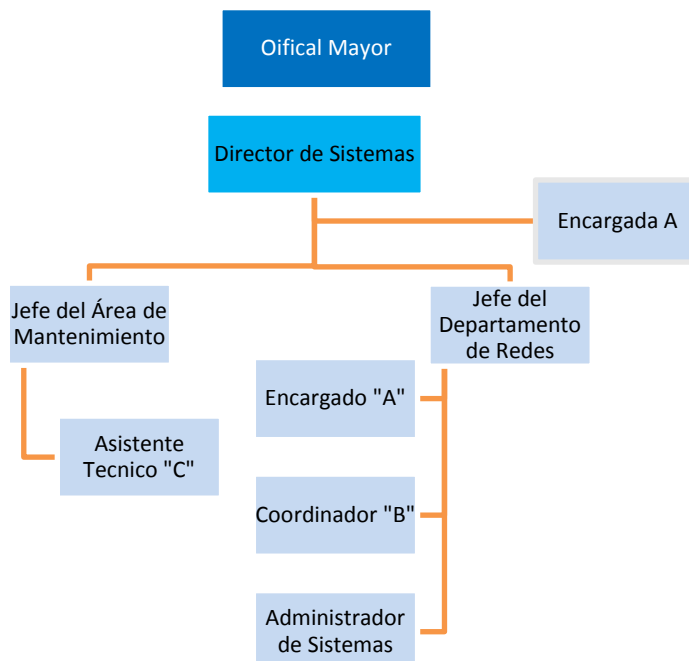 Oifical Mayor
Director de Sistemas
Encargada A
Jefe del Área de
Mantenimiento
Jefe del
Departamento
de Redes
Encargado "A"
Asistente
Tecnico "C"
Coordinador "B"
Administrador
de Sistemas